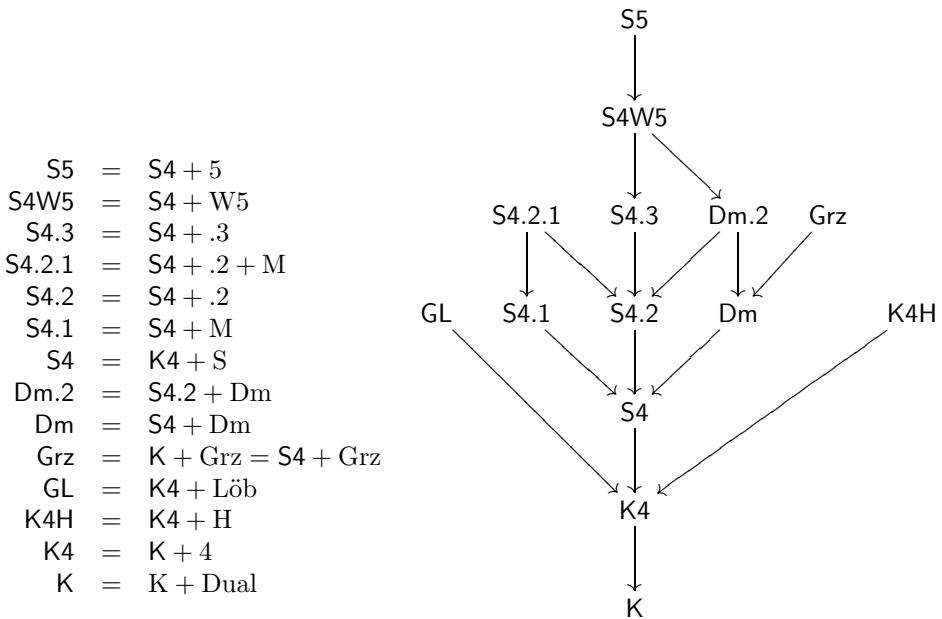 S5 = S4 + 5
S4W5 = S4 + W5
S4.3 = S4 + .3
S4.2.1 = S4 + .2 + M
S4.2 = S4 + .2
S4.1 = S4 + M
S4 = K4 + S
Dm.2 = S4.2 + Dm
Dm = S4 + Dm
Grz = K + Grz = S4 + Grz
GL = K4 + Löb
K4H = K4 + H
K4 = K + 4
K = K + Dual
S5
S4W5
S4.2.1 S4.3 Dm.2 Grz
GL S4.1 S4.2 Dm K4H
S4
K4
K